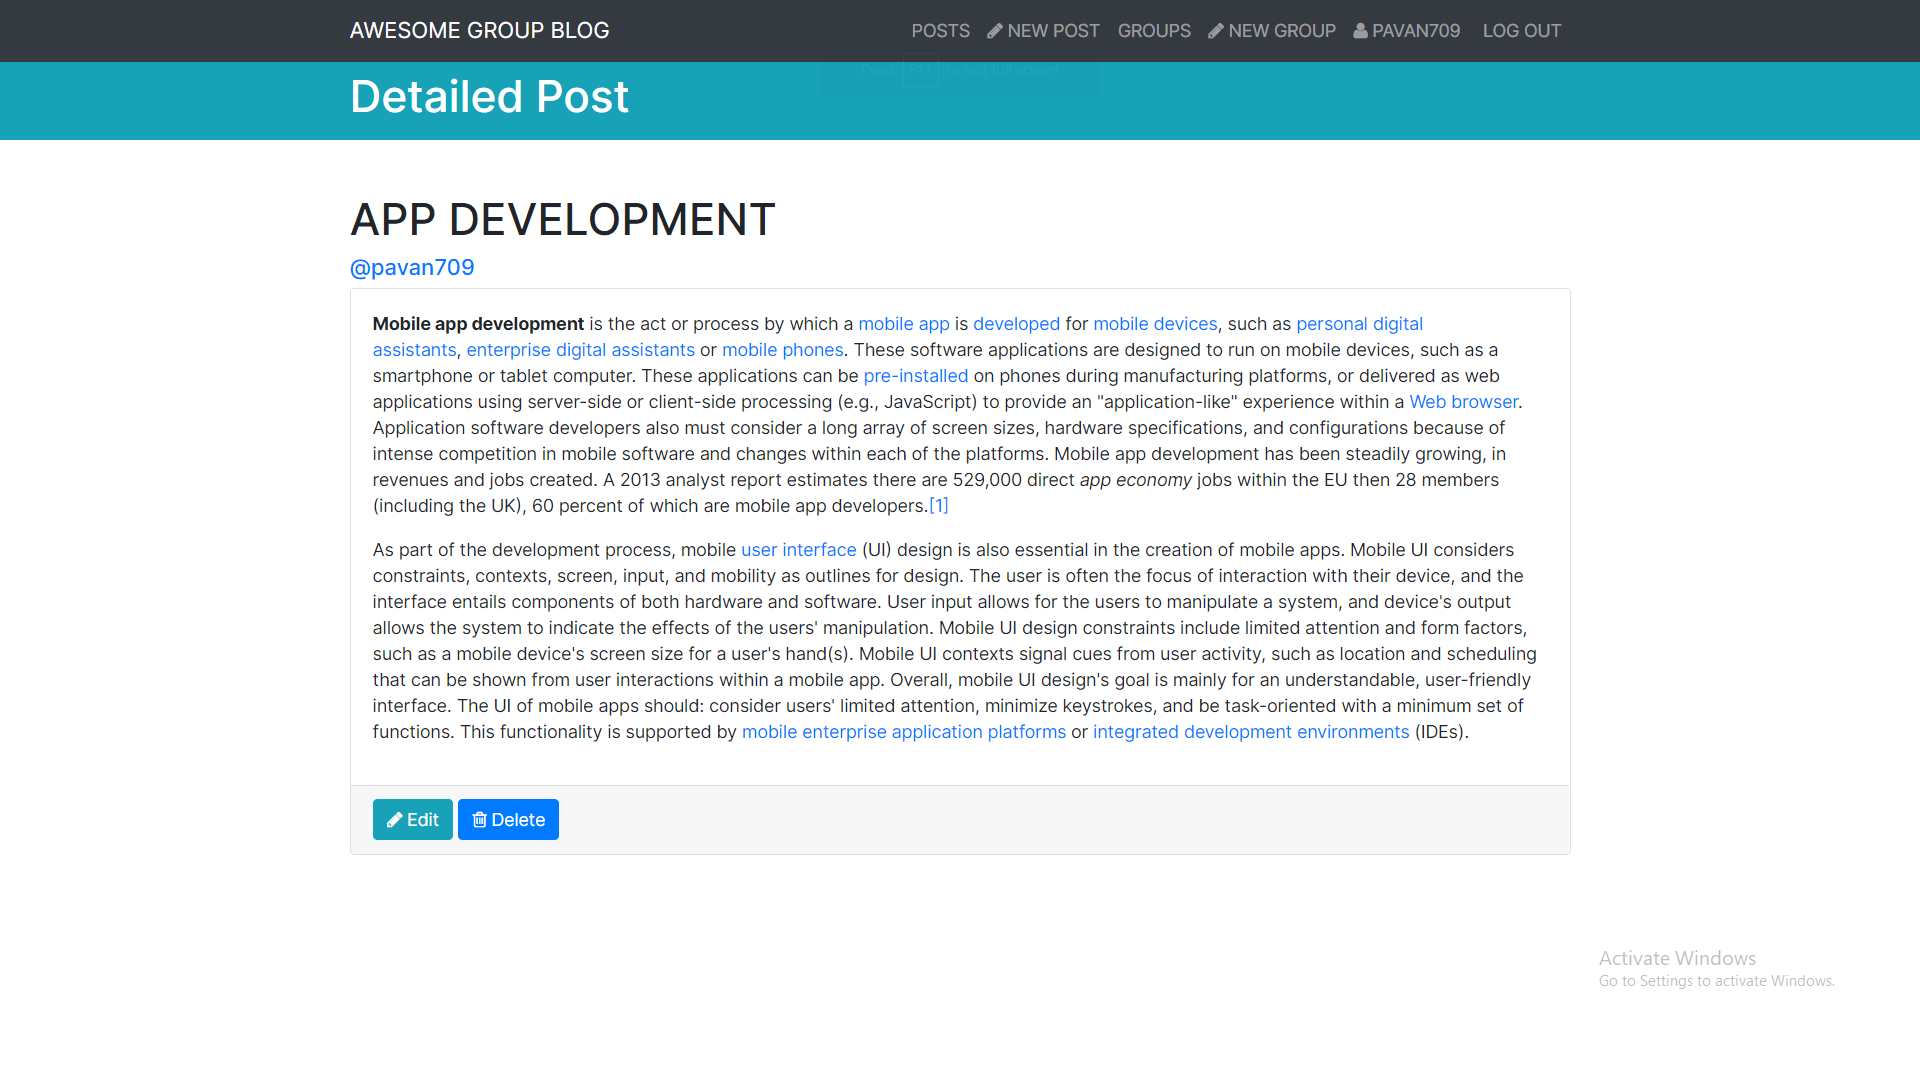 AWESOME GROUP BLOG POSTS NEW POST GROUPS NEW GROUP PAVAN709 LOG OUT
Press F11 to exit full screen
Detailed Post
APP DEVELOPMENT
@pavan709
Mobile app development is the act or process by which a mobile app is developed for mobile devices, such as personal digital
assistants, enterprise digital assistants or mobile phones. These software applications are designed to run on mobile devices, such as a
smartphone or tablet computer. These applications can be pre-installed on phones during manufacturing platforms, or delivered as web
applications using server-side or client-side processing (e.g., JavaScript) to provide an "application-like" experience within a Web browser.
Application software developers also must consider a long array of screen sizes, hardware specifications, and configurations because of
intense competition in mobile software and changes within each of the platforms. Mobile app development has been steadily growing, in
revenues and jobs created. A 2013 analyst report estimates there are 529,000 direct app economy jobs within the EU then 28 members
(including the UK), 60 percent of which are mobile app developers.[1]
As part of the development process, mobile user interface (UI) design is also essential in the creation of mobile apps. Mobile UI considers
constraints, contexts, screen, input, and mobility as outlines for design. The user is often the focus of interaction with their device, and the
interface entails components of both hardware and software. User input allows for the users to manipulate a system, and device's output
allows the system to indicate the effects of the users' manipulation. Mobile UI design constraints include limited attention and form factors,
such as a mobile device's screen size for a user's hand(s). Mobile UI contexts signal cues from user activity, such as location and scheduling
that can be shown from user interactions within a mobile app. Overall, mobile UI design's goal is mainly for an understandable, user-friendly
interface. The UI of mobile apps should: consider users' limited attention, minimize keystrokes, and be task-oriented with a minimum set of
functions. This functionality is supported by mobile enterprise application platforms or integrated development environments (IDEs).
Edit Delete
Activate Windows
Go to Settings to activate Windows.